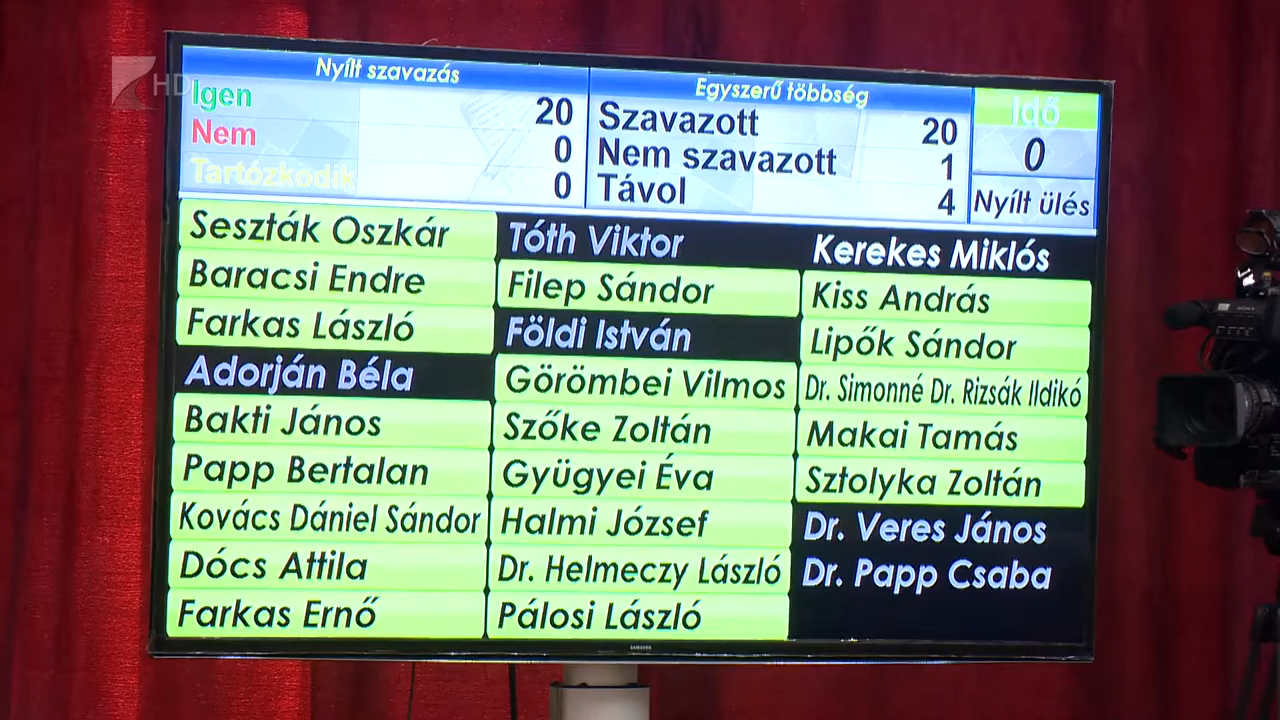 HD
Nyílt szavazás
Igen 20
Nem 0
Tartózkodik 0
Egyszerű többség
Szavazott 20
Nem szavazott 1
Távol 4
Idő
0
Nyílt ülés
Seszták Oszkár
Baracsi Endre
Farkas László
Adorján Béla
Bakti János
Papp Bertalan
Kovács Dániel Sándor
Dócs Attila
Farkas Ernő
Tóth Viktor
Filep Sándor
Földi István
Görömbei Vilmos
Szőke Zoltán
Gyügyei Éva
Halmi József
Dr. Helmeczy László
Pálosi László
Kerekes Miklós
Kiss András
Lipők Sándor
Dr. Simonné Dr. Rizsák Ildikó
Makai Tamás
Sztolyka Zoltán
Dr. Veres János
Dr. Papp Csaba
SAMSUNG
SONY